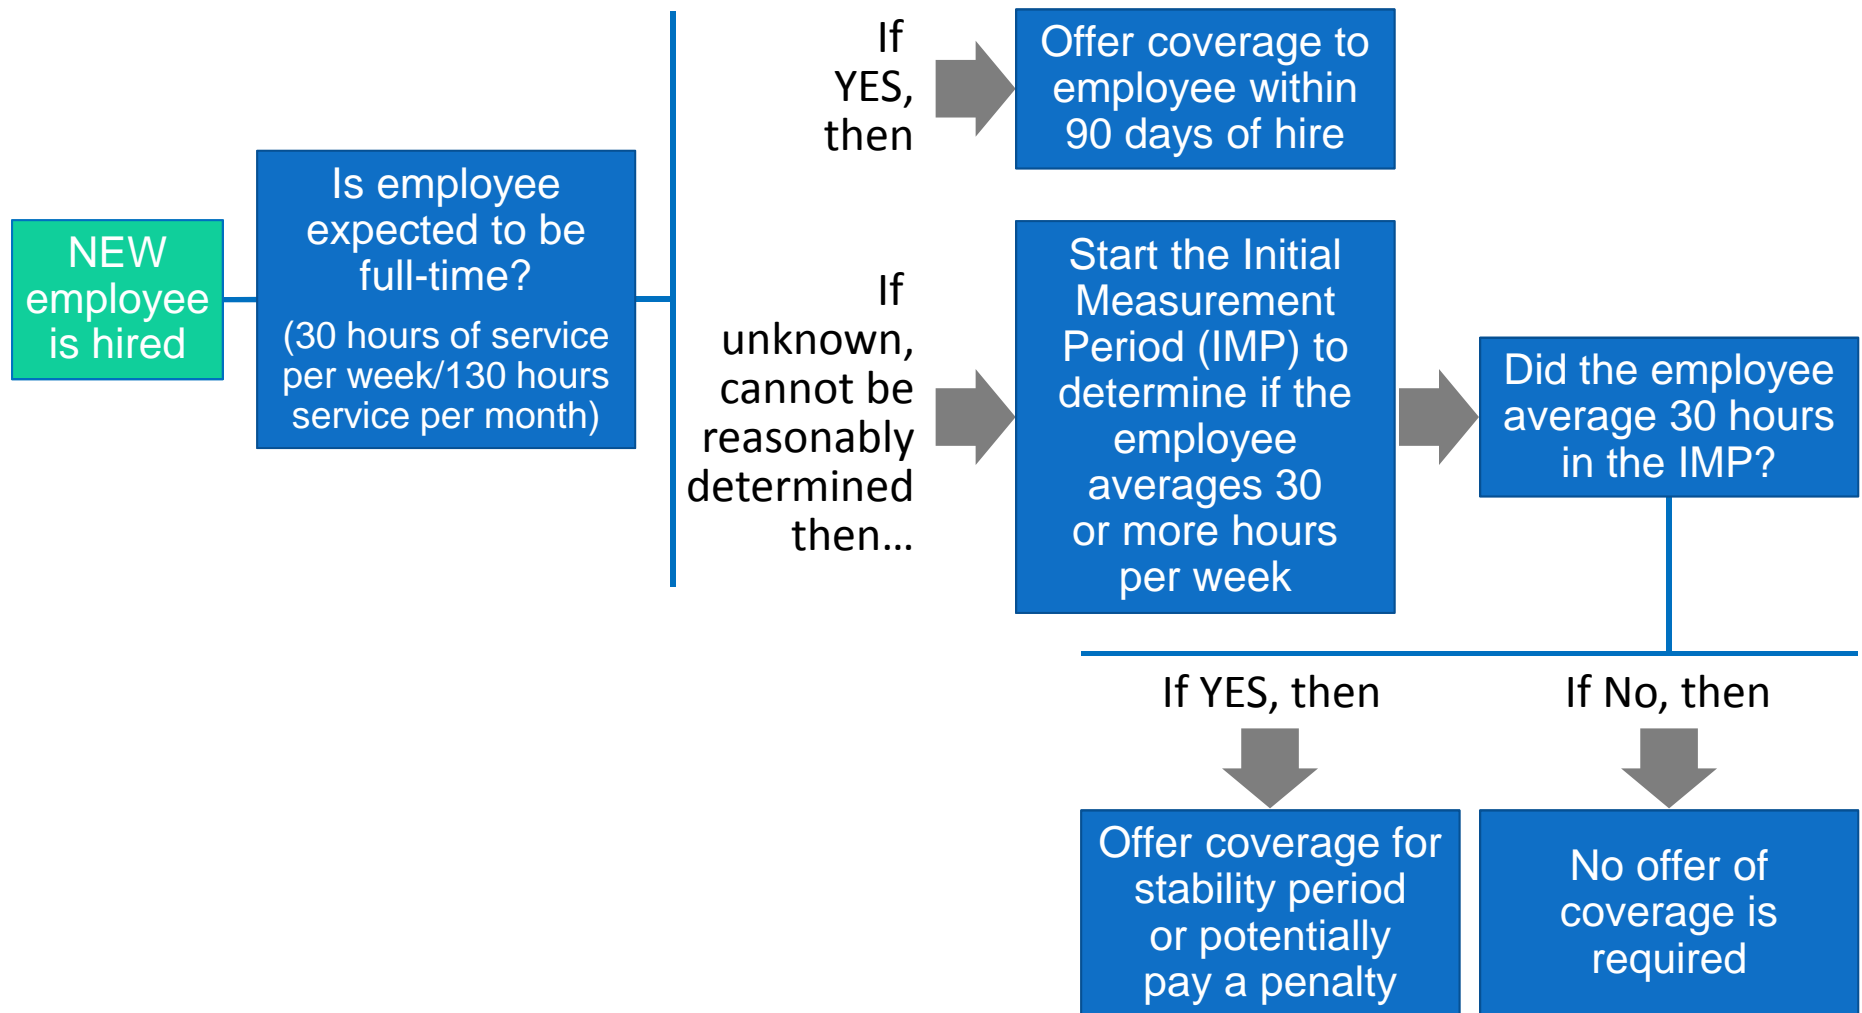 NEW
employee
is hired
Is employee
expected to be
full-time?
(30 hours of service
per week/130 hours
service per month)
If
YES,
then
Offer coverage to
employee within
90 days of hire
If
unknown,
cannot be
reasonably
determined
then…
Start the Initial
Measurement
Period (IMP) to
determine if the
employee
averages 30
or more hours
per week
Did the employee
average 30 hours
in the IMP?
If YES, then
Offer coverage for
stability period
or potentially
pay a penalty
If No, then
No offer of
coverage is
required